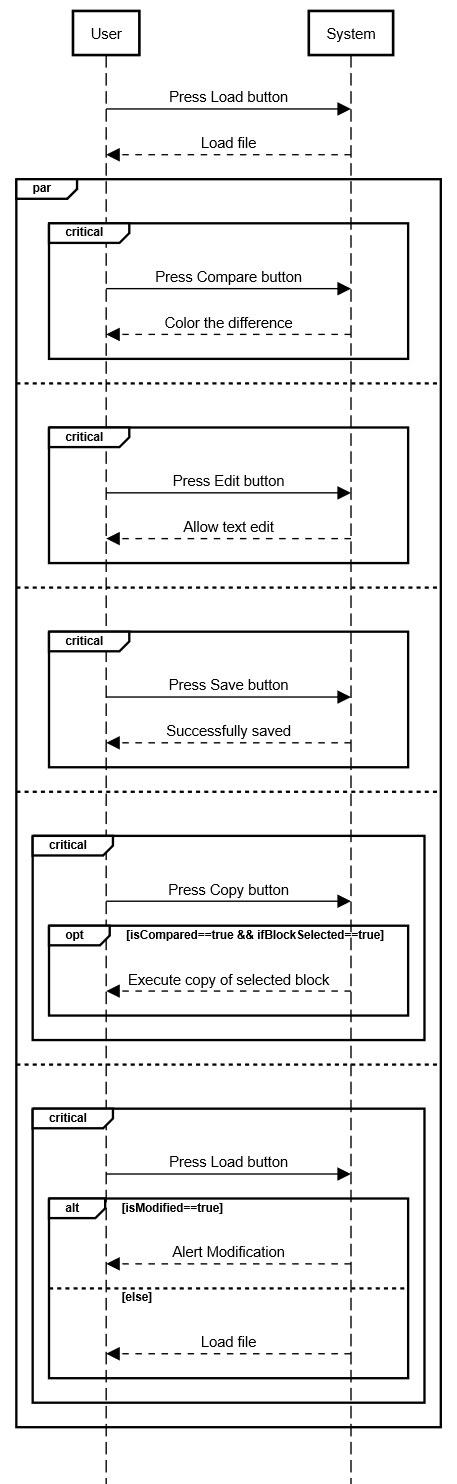 User System
Press Load button
Load file
par
critical
Press Compare button
Color the difference
critical
Press Edit button
Allow text edit
critical
Press Save button
Successfully saved
critical
Press Copy button
opt [isCompared==true && ifBlockSelected==true]
Execute copy of selected block
critical
Press Load button
alt [isModified==true]
Alert Modification
[else]
Load file